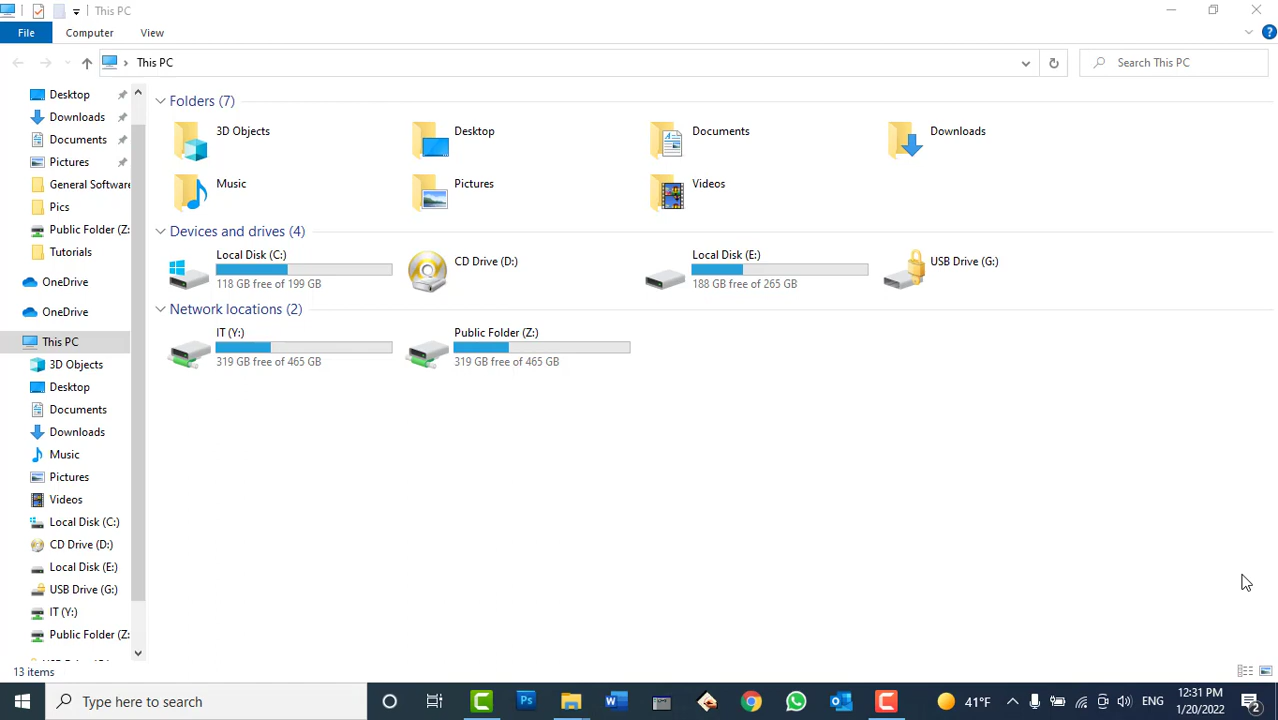 This PC
File
Computer
View
This PC
Search This PC
Desktop
Downloads
Documents
Pictures
General Software
Pics
Public Folder (Z:
Tutorials
OneDrive
OneDrive
This PC
3D Objects
Desktop
Documents
Downloads
Music
Pictures
Videos
Local Disk (C:)
CD Drive (D:)
Local Disk (E:)
USB Drive (G:)
IT (Y:)
Public Folder (Z:
Folders (7)
3D Objects
Desktop
Documents
Downloads
Music
Pictures
Videos
Devices and drives (4)
Local Disk (C:)
118 GB free of 199 GB
CD Drive (D:)
Local Disk (E:)
188 GB free of 265 GB
USB Drive (G:)
Network locations (2)
IT (Y:)
319 GB free of 465 GB
Public Folder (Z:)
319 GB free of 465 GB
13 items
Type here to search
Ps
41°F
ENG
12:31 PM
1/20/2022
2